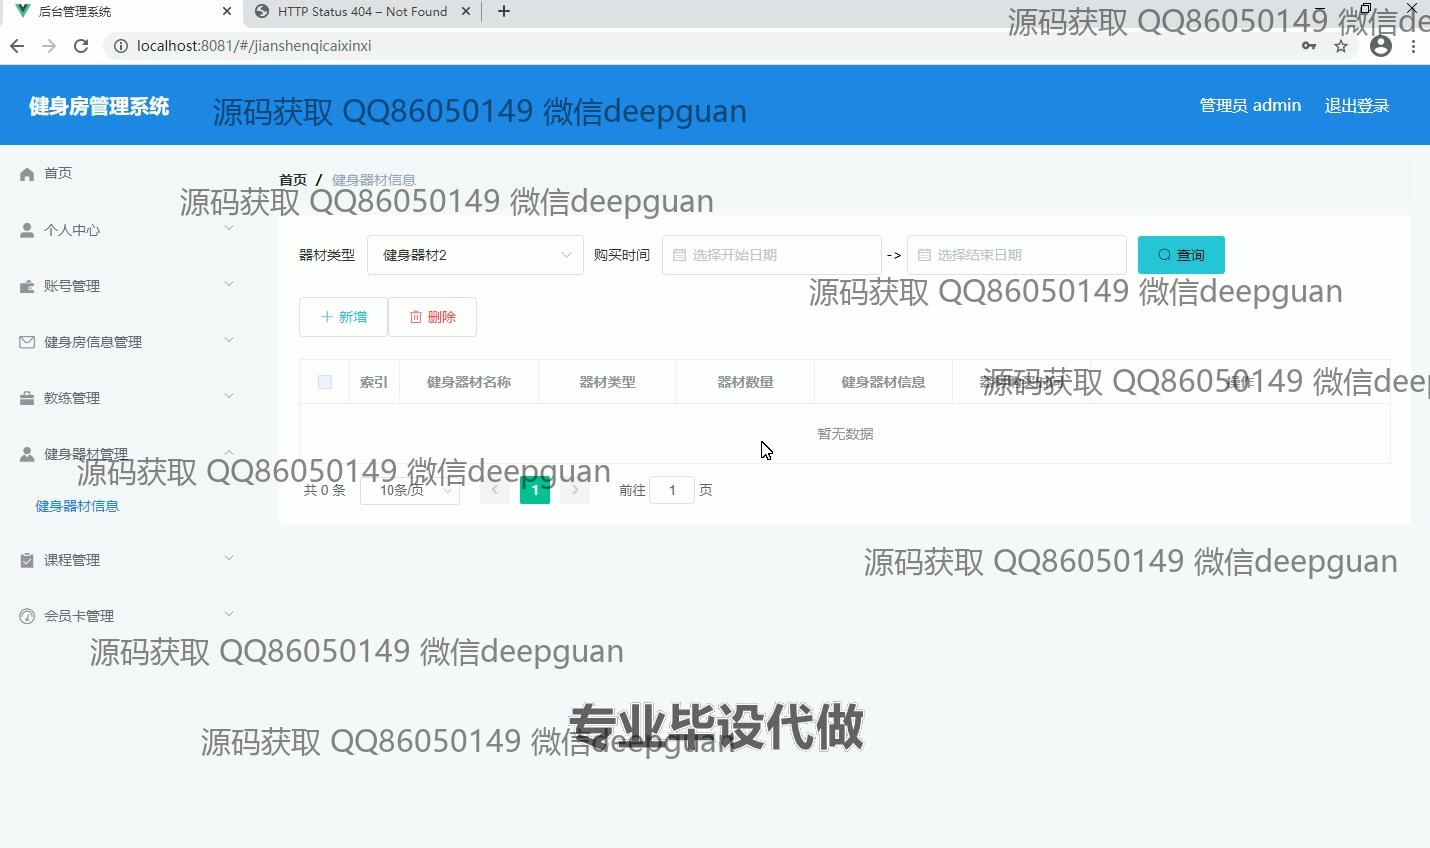 后台管理系统
HTTP Status 404 – Not Found
源码获取 QQ86050149 微信de
localhost:8081/#/jianshenqicaixinxi
健身房管理系统
源码获取 QQ86050149 微信deepguan
管理员 admin
退出登录
首页
首页 / 健身器材信息
源码获取 QQ86050149 微信deepguan
个人中心
器材类型
健身器材2
购买时间
选择开始日期
->
选择结束日期
查询
账号管理
源码获取 QQ86050149 微信deepguan
新增
删除
健身房信息管理
索引
健身器材名称
器材类型
器材数量
健身器材信息
操作
源码获取 QQ86050149 微信deep
教练管理
暂无数据
健身器材管理
源码获取 QQ86050149 微信deepguan
共 0 条
10条/页
1
前往
1
页
健身器材信息
课程管理
源码获取 QQ86050149 微信deepguan
会员卡管理
源码获取 QQ86050149 微信deepguan
专业毕设代做
源码获取 QQ86050149 微信deepguan